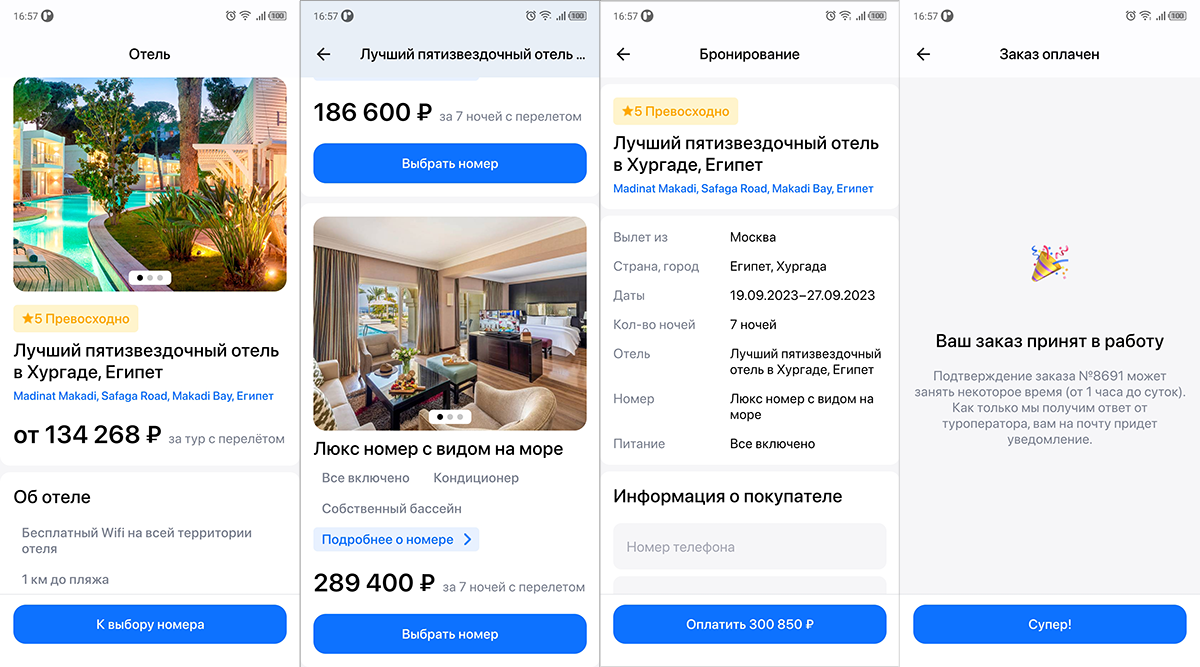 16:57
100
Отель
★5 Превосходно
Лучший пятизвездочный отель
в Хургаде, Египет
Madinat Makadi, Safaga Road, Makadi Bay, Египет
от 134 268 ₽ за тур с перелётом
Об отеле
Бесплатный Wifi на всей территории
отеля
1 км до пляжа
К выбору номера
16:57
100
Лучший пятизвездочный отель ...
186 600 ₽ за 7 ночей с перелетом
Выбрать номер
Люкс номер с видом на море
Все включено Кондиционер
Собственный бассейн
Подробнее о номере
289 400 ₽ за 7 ночей с перелетом
Выбрать номер
16:57
100
Бронирование
★5 Превосходно
Лучший пятизвездочный отель
в Хургаде, Египет
Madinat Makadi, Safaga Road, Makadi Bay, Египет
Вылет из Москва
Страна, город Египет, Хургада
Даты 19.09.2023–27.09.2023
Кол-во ночей 7 ночей
Отель Лучший пятизвездочный
отель в Хургаде, Египет
Номер Люкс номер с видом на
море
Питание Все включено
Информация о покупателе
Номер телефона
Оплатить 300 850 ₽
16:57
100
Заказ оплачен
Ваш заказ принят в работу
Подтверждение заказа №8691 может
занять некоторое время (от 1 часа до суток).
Как только мы получим ответ от
туроператора, вам на почту придет
уведомление.
Супер!